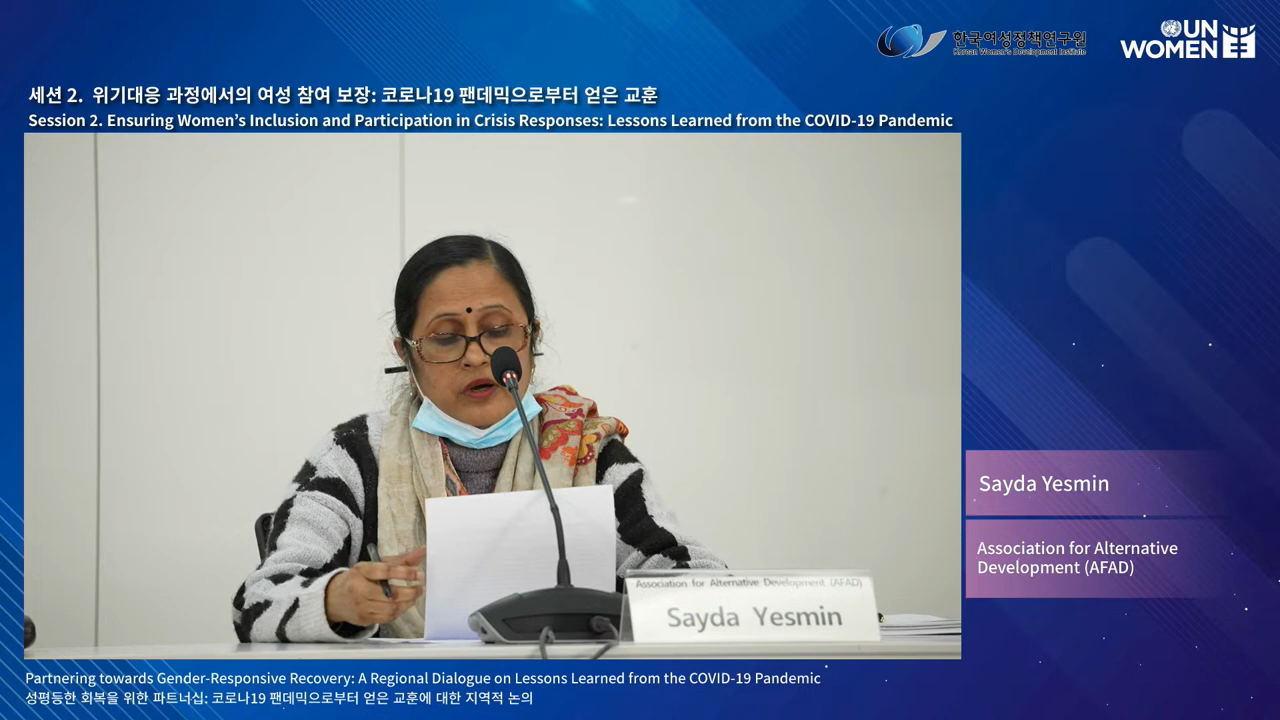 한국여성정책연구원
Korean Women's Development Institute
UN
WOMEN
세션 2. 위기대응 과정에서의 여성 참여 보장: 코로나19 팬데믹으로부터 얻은 교훈
Session 2. Ensuring Women's Inclusion and Participation in Crisis Responses: Lessons Learned from the COVID-19 Pandemic
Sayda Yesmin
Association for Alternative
Development (AFAD)
Association for Alternative Development (AFAD)
Sayda Yesmin
Partnering towards Gender-Responsive Recovery: A Regional Dialogue on Lessons Learned from the COVID-19 Pandemic
성평등한 회복을 위한 파트너십: 코로나19 팬데믹으로부터 얻은 교훈에 대한 지역적 논의